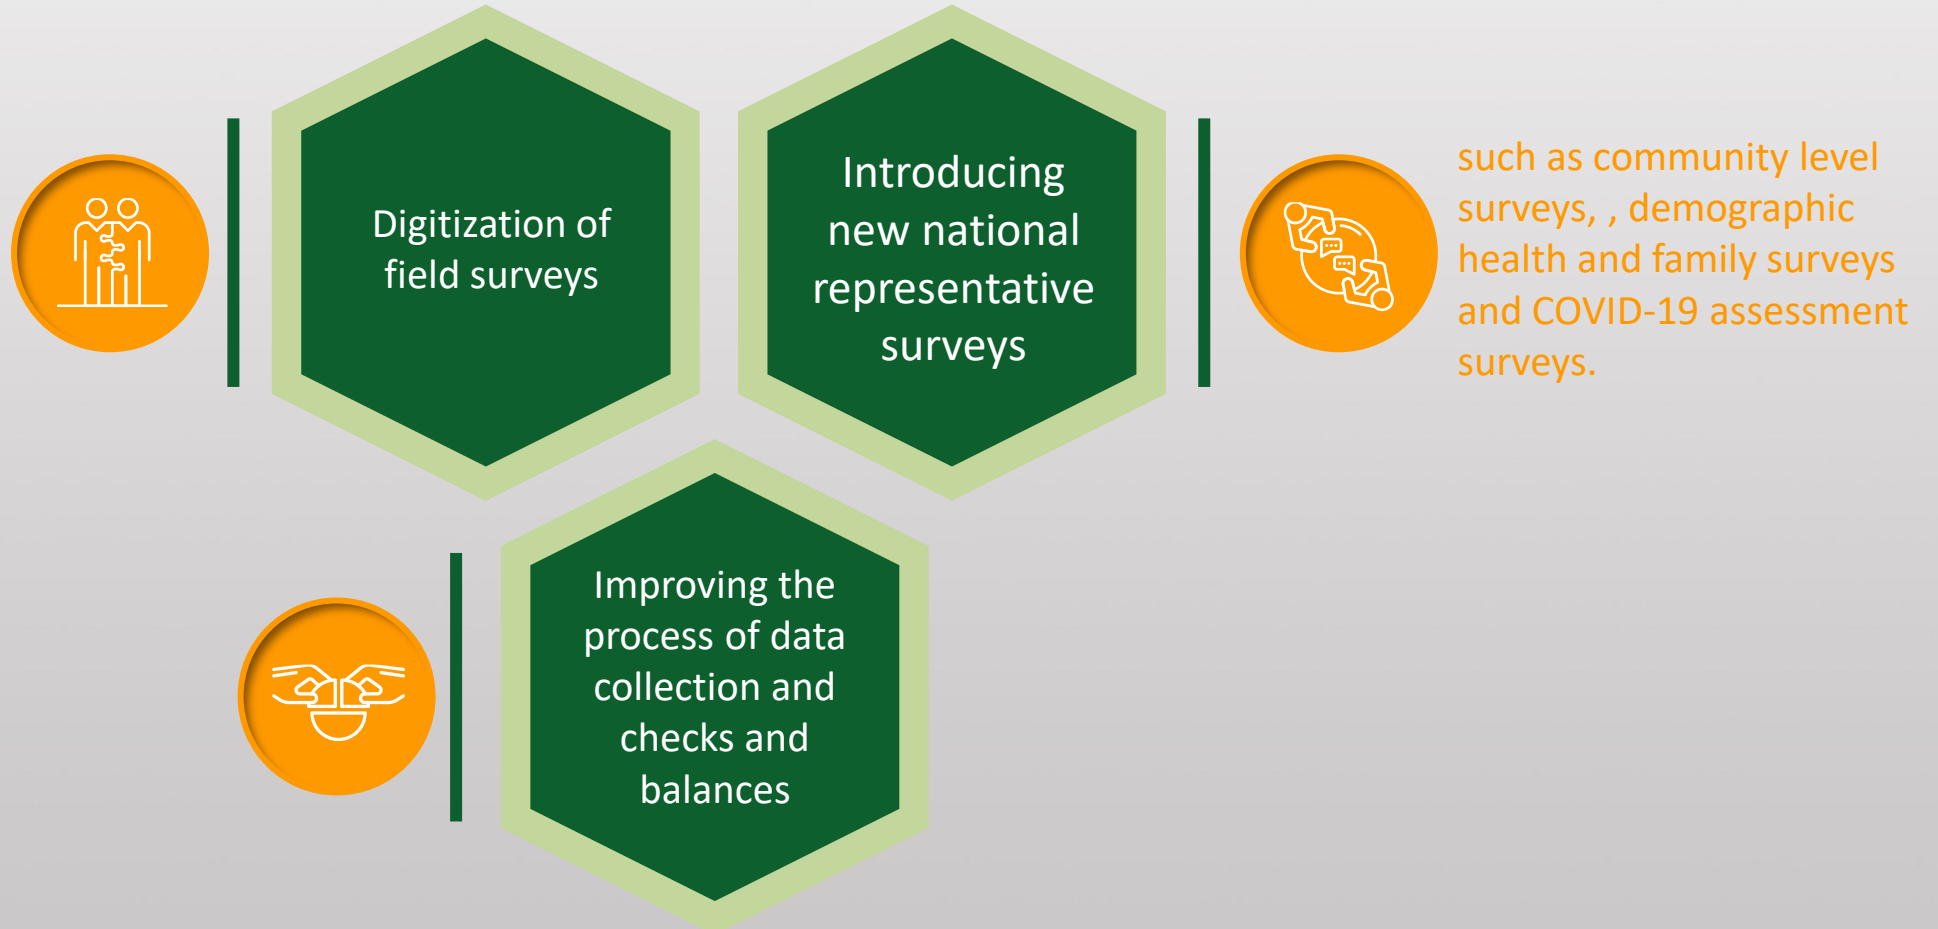 Digitization of
field surveys
Introducing
new national
representative
surveys
such as community level
surveys, , demographic
health and family surveys
and COVID-19 assessment
surveys.
Improving the
process of data
collection and
checks and
balances